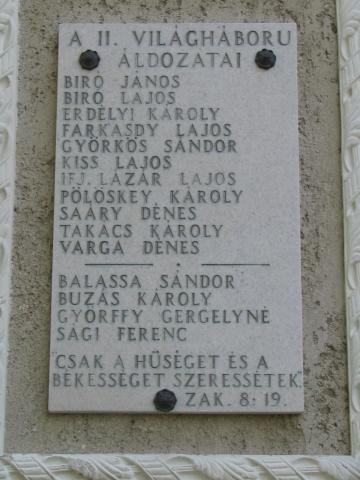 A II. VILÁGHÁBORU
ÁLDOZATAI
BIRÓ JÁNOS
BIRÓ LAJOS
ERDÉLYI KÁROLY
FARKASDY LAJOS
GYÖRKÖS SÁNDOR
KISS LAJOS
IFJ. LÁZÁR LAJOS
PÖLÖSKEY KÁROLY
SAÁRY DÉNES
TAKÁCS KÁROLY
VARGA DÉNES
BALASSA SÁNDOR
BUZÁS KÁROLY
GYÖRFFY GERGELYNÉ
SÁGI FERENC
"CSAK A HŰSÉGET ÉS A
BÉKESSÉGET SZERESSÉTEK."
ZAK. 8:19.